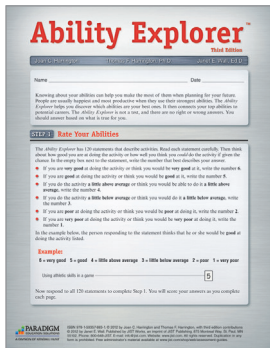 Ability Explorer™
Third Edition
Joan C. Harrington Thomas F. Harrington, Ph.D. Janet E. Wall, Ed.D.
Name Date
Knowing about your abilities can help you make the most of them when planning for your future.
People are usually happiest and most productive when they use their strongest abilities. The Ability
Explorer helps you discover which abilities are your best ones. It then connects your top abilities to
potential careers. The Ability Explorer is not a test, and there are no right or wrong answers. You
should answer based on what is true for you.
STEP 1 Rate Your Abilities
The Ability Explorer has 120 statements that describe activities. Read each statement carefully. Then think
about how good you are at doing the activity or how well you think you could do the activity if given the
chance. In the empty box next to the statement, write the number that best describes your answer.
If you are very good at doing the activity or think you would be very good at it, write the number 6.
If you are good at doing the activity or think you would be good at it, write the number 5.
If you do the activity a little above average or think you would be able to do it a little above
average, write the number 4.
If you do the activity a little below average or think you would do it a little below average, write
the number 3.
If you are poor at doing the activity or think you would be poor at doing it, write the number 2.
If you are very poor at doing the activity or think you would be very poor at doing it, write the
number 1.
In the example below, the person responding to the statement thinks that he or she would be good at
doing the activity listed.
Example:
6 = very good 5 = good 4 = little above average 3 = little below average 2 = poor 1 = very poor
Using athletic skills in a game 5
Now respond to all 120 statements to complete Step 1. You will score your answers as you complete
each page.
PARADIGM